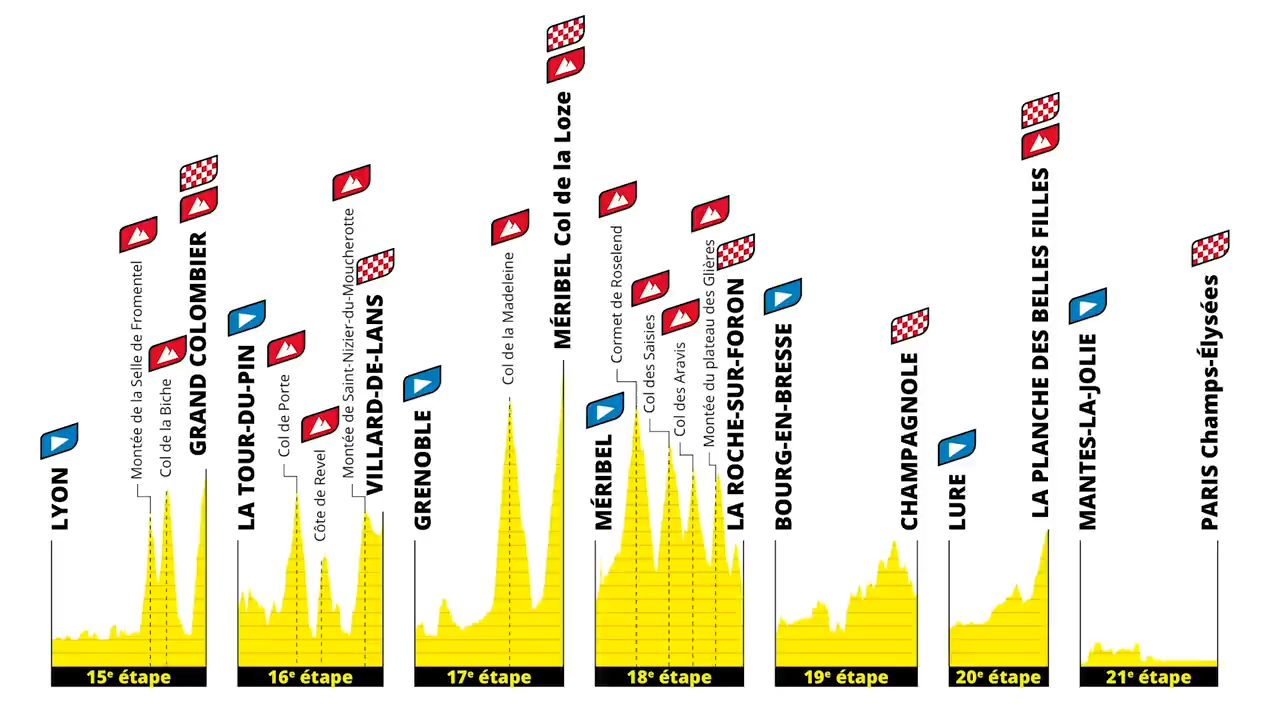 LYON
Montée de la Selle de Fromentel
Col de la Biche
GRAND COLOMBIER
15e étape
LA TOUR-DU-PIN
Col de Porte
Côte de Revel
Montée de Saint-Nizier-du-Moucherotte
VILLARD-DE-LANS
16e étape
GRENOBLE
Col de la Madeleine
MÉRIBEL Col de la Loze
17e étape
MÉRIBEL
Cormet de Roselend
Col des Saisies
Col des Aravis
Montée du plateau des Glières
LA ROCHE-SUR-FORON
18e étape
BOURG-EN-BRESSE
CHAMPAGNOLE
19e étape
LURE
LA PLANCHE DES BELLES FILLES
20e étape
MANTES-LA-JOLIE
PARIS Champs-Élysées
21e étape